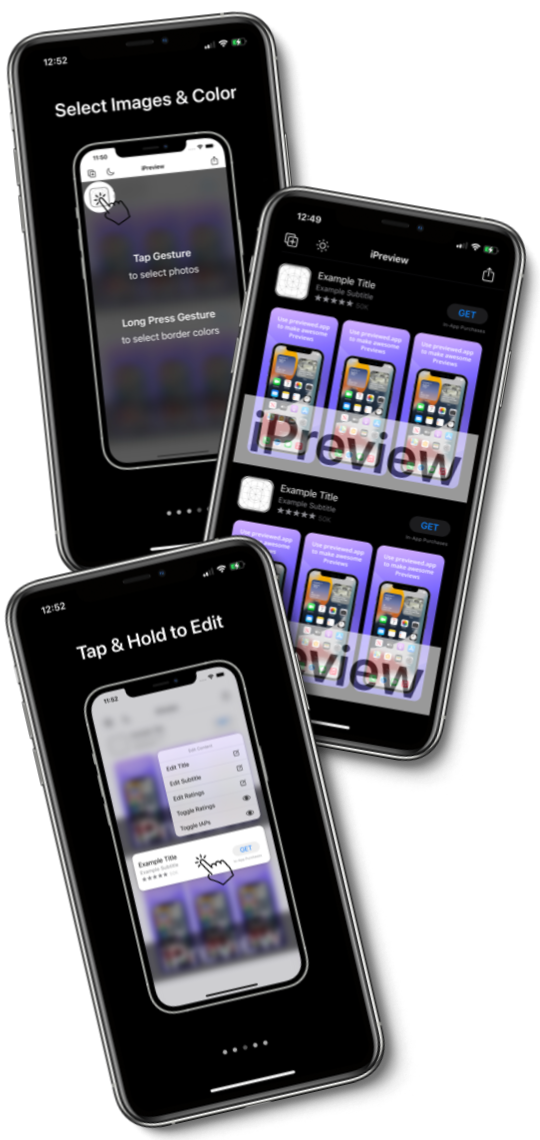 12:52
Select Images & Color
11:50
iPreview
Tap Gesture
to select photos
Long Press Gesture
to select border colors
12:49
iPreview
Example Title
Example Subtitle
★★★★★ 50K
GET
In-App Purchases
Use previewed.app
to make awesome
Previews
Use previewed.app
to make awesome
Previews
Use previewed.app
to make awesome
Previews
iPreview
Example Title
Example Subtitle
★★★★★ 50K
GET
In-App Purchases
Use previewed.app
awesome
Use previewed.app
to make awesome
Previews
Use previewed.app
to make awesome
Previews
eview
12:52
Tap & Hold to Edit
11:52
Edit Content
Edit Title
Edit Subtitle
Edit Ratings
Toggle Ratings
Toggle IAPs
Example Title
Example Subtitle
★★★★★ 50K
GET
In-App Purchases
iPreview